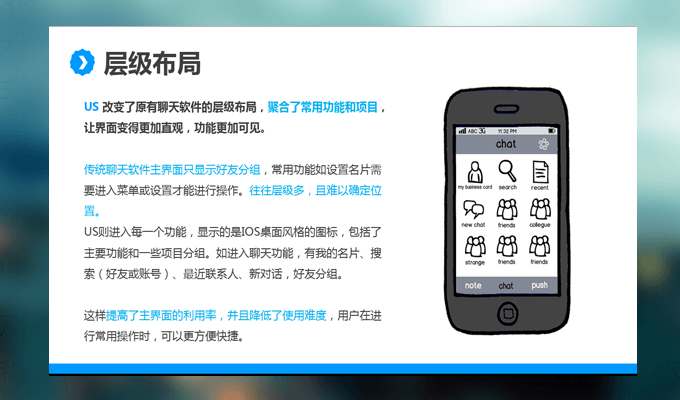 层级布局
US 改变了原有聊天软件的层级布局，聚合了常用功能和项目，
让界面变得更加直观，功能更加可见。
传统聊天软件主界面只显示好友分组，常用功能如设置名片需
要进入菜单或设置才能进行操作。往往层级多，且难以确定位
置。
US则进入每一个功能，显示的是IOS桌面风格的图标，包括了
主要功能和一些项目分组。如进入聊天功能，有我的名片、搜
索（好友或账号）、最近联系人、新对话，好友分组。
这样提高了主界面的利用率，并且降低了使用难度，用户在进
行常用操作时，可以更方便快捷。
ABC 3G 11:02 PM
chat
my business card search recent
new chat friends collegue
strange friends friends
note chat push